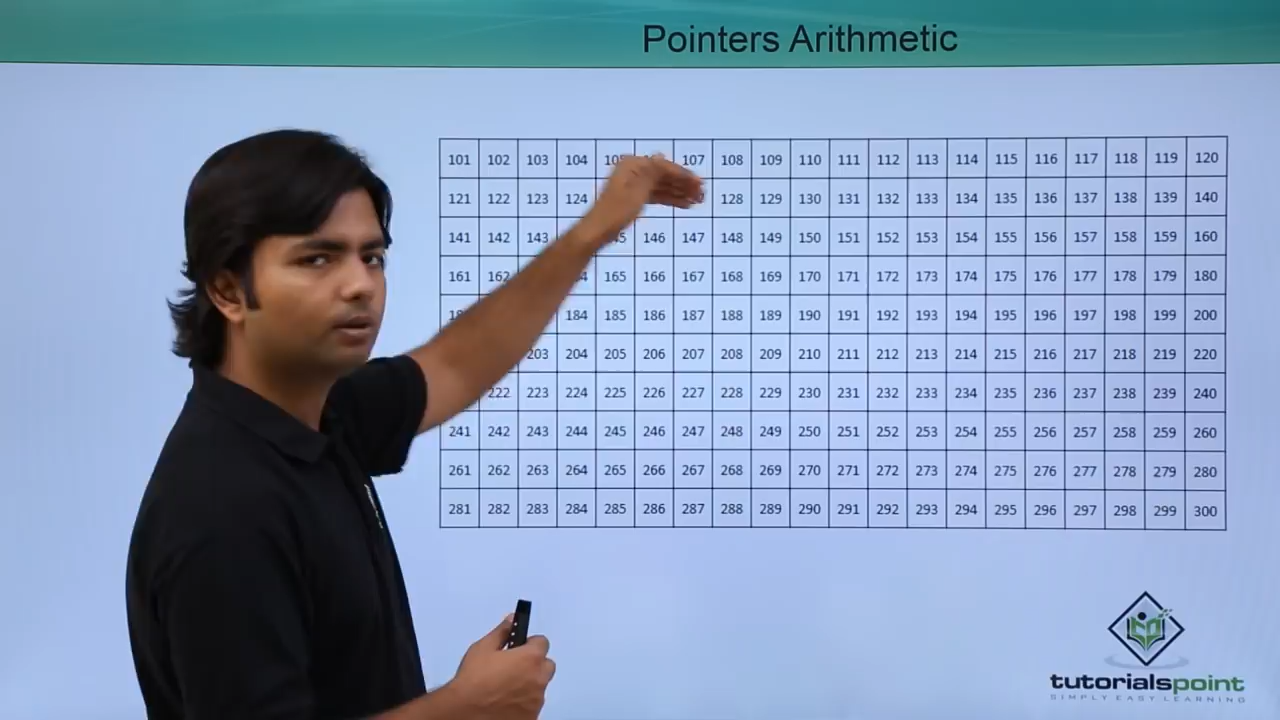 Pointers Arithmetic
101 102 103 104 107 108 109 110 111 112 113 114 115 116 117 118 119 120
121 122 123 124 128 129 130 131 132 133 134 135 136 137 138 139 140
141 142 143 146 147 148 149 150 151 152 153 154 155 156 157 158 159 160
161 162 165 166 167 168 169 170 171 172 173 174 175 176 177 178 179 180
184 185 186 187 188 189 190 191 192 193 194 195 196 197 198 199 200
203 204 205 206 207 208 209 210 211 212 213 214 215 216 217 218 219 220
222 223 224 225 226 227 228 229 230 231 232 233 234 235 236 237 238 239 240
241 242 243 244 245 246 247 248 249 250 251 252 253 254 255 256 257 258 259 260
261 262 263 264 265 266 267 268 269 270 271 272 273 274 275 276 277 278 279 280
281 282 283 284 285 286 287 288 289 290 291 292 293 294 295 296 297 298 299 300
tutorialspoint
SIMPLY EASY LEARNING